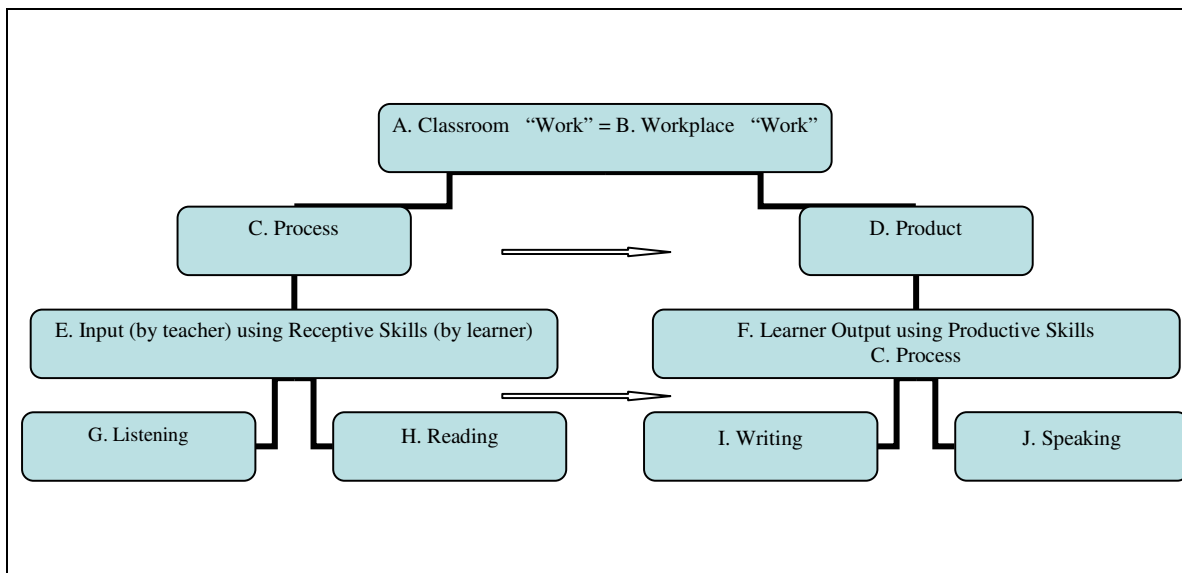 A. Classroom “Work” = B. Workplace “Work”
C. Process
D. Product
E. Input (by teacher) using Receptive Skills (by learner)
F. Learner Output using Productive Skills
C. Process
G. Listening
H. Reading
I. Writing
J. Speaking